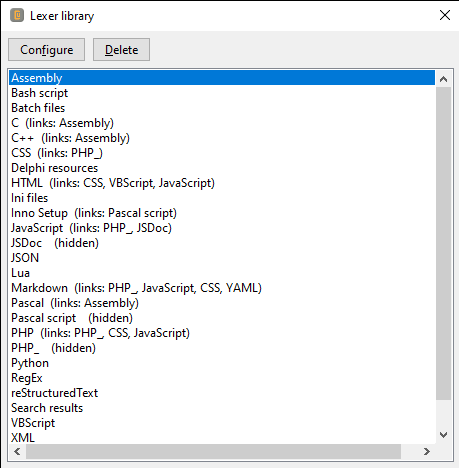 Lexer library
Configure Delete
Assembly
Bash script
Batch files
C  (links: Assembly)
C++  (links: Assembly)
CSS  (links: PHP_)
Delphi resources
HTML  (links: CSS, VBScript, JavaScript)
Ini files
Inno Setup  (links: Pascal script)
JavaScript  (links: PHP_, JSDoc)
JSDoc    (hidden)
JSON
Lua
Markdown  (links: PHP_, JavaScript, CSS, YAML)
Pascal  (links: Assembly)
Pascal script    (hidden)
PHP  (links: PHP_, CSS, JavaScript)
PHP_    (hidden)
Python
RegEx
reStructuredText
Search results
VBScript
XML